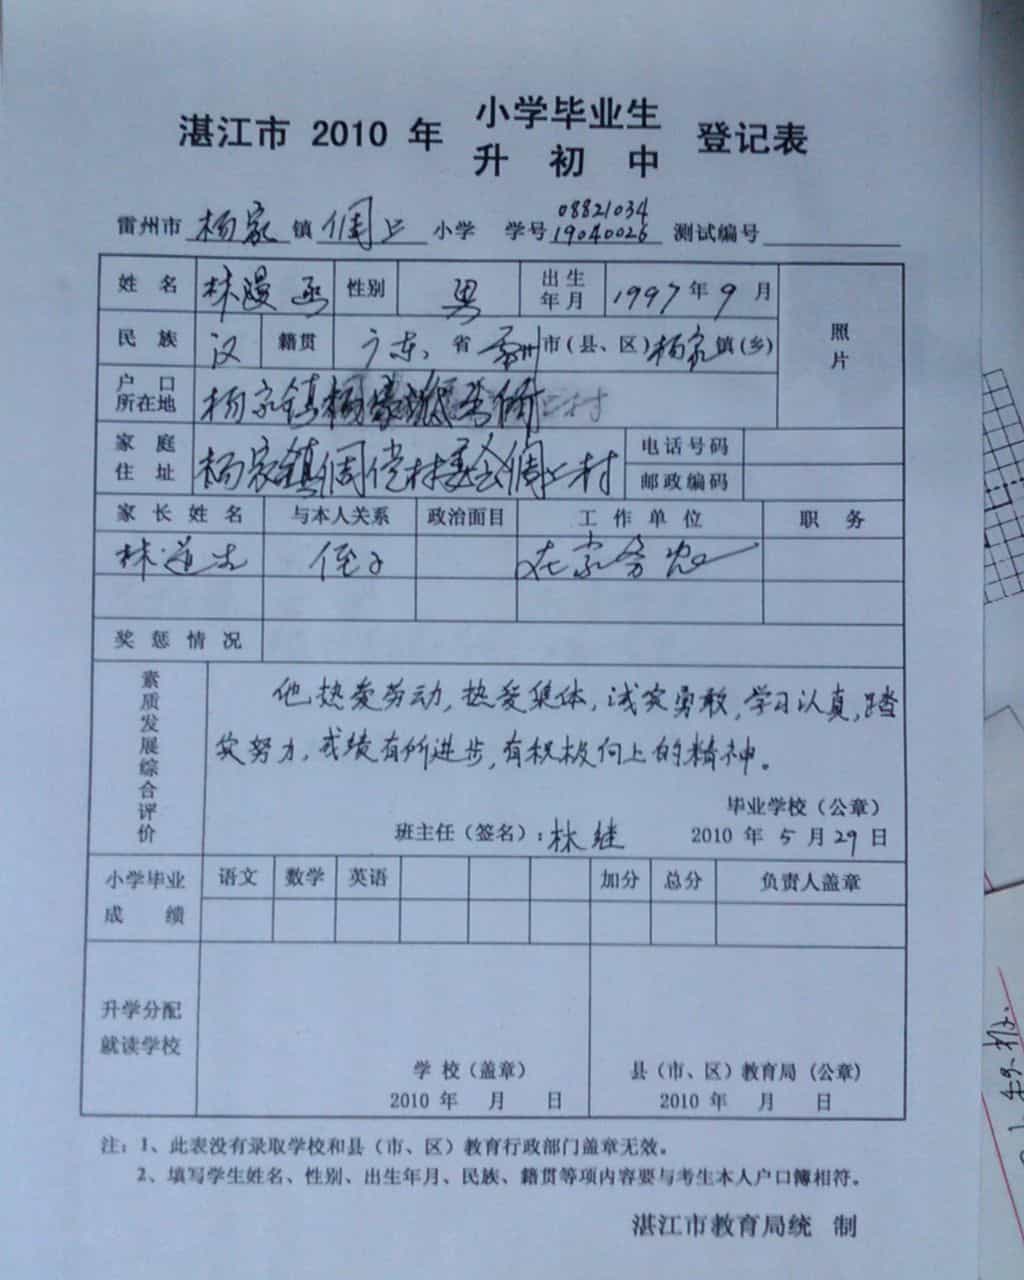 湛江市 2010 年 小学毕业生 登记表
升 初 中
雷州市 杨家 镇 倜上 小学 学号 08821034 19040026 测试编号
姓 名 林漫 性别 男 出生年月 1997 年 9 月 照片
民 族 汉 籍贯 广东 省 雷州 市(县、区) 杨家 镇(乡)
户 口 所在地 杨家镇 村
家 庭 住 址 杨家镇 村委会 上村 电话号码
邮政编码
家 长 姓 名 与本人关系 政治面目 工 作 单 位 职 务
林道 侄子 在家务农
奖 惩 情 况
素质发展综合评价
他热爱劳动,热爱集体,诚实勇敢,学习认真,踏
实努力,成绩有所进步,有积极向上的精神。
毕业学校(公章)
班主任(签名):林继 2010 年 5 月 29 日
小学毕业 成 绩 语文 数学 英语 加分 总分 负责人盖章
升学分配
就读学校
学 校(盖章) 县(市、区)教育局(公章)
2010 年 月 日 2010 年 月 日
注:1、此表没有录取学校和县(市、区)教育行政部门盖章无效。
2、填写学生姓名、性别、出生年月、民族、籍贯等项内容要与考生本人户口簿相符。
湛江市教育局统 制